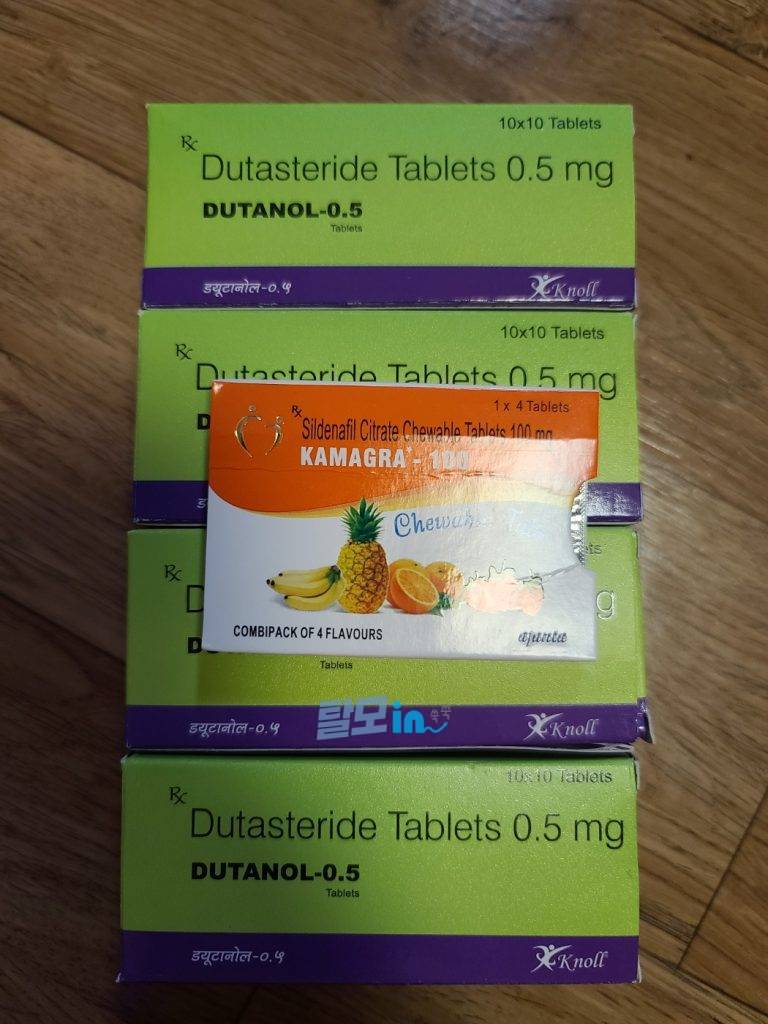 10x10 Tablets
Rx
Dutasteride Tablets 0.5 mg
DUTANOL-0.5
Tablets
डयूटानोल-०.५
Knoll
10x10 Tablets
Rx
Dutasteride Tablets 0.5 mg
1 x 4 Tablets
Rx
Sildenafil Citrate Chewable Tablets 100 mg
KAMAGRA - 100
COMBIPACK OF 4 FLAVOURS
ajanta
Rx
Tablets
डयूटानोल-०.५
탈모in
Knoll
10x10 Tablets
Rx
Dutasteride Tablets 0.5 mg
DUTANOL-0.5
Tablets
डयूटानोल-०.५
Knoll